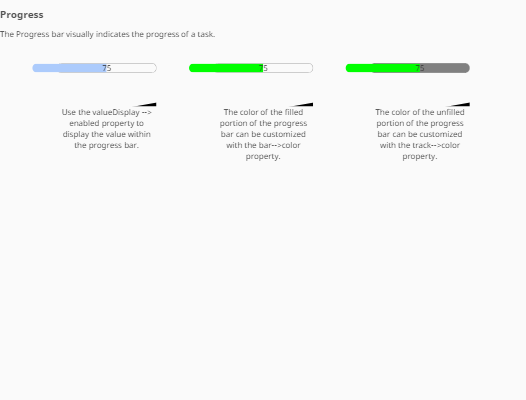 Progress
The Progress bar visually indicates the progress of a task.
75
75
75
Use the valueDisplay -->
enabled property to
display the value within
the progress bar.
The color of the filled
portion of the progress
bar can be customized
with the bar-->color
property.
The color of the unfilled
portion of the progress
bar can be customized
with the track-->color
property.